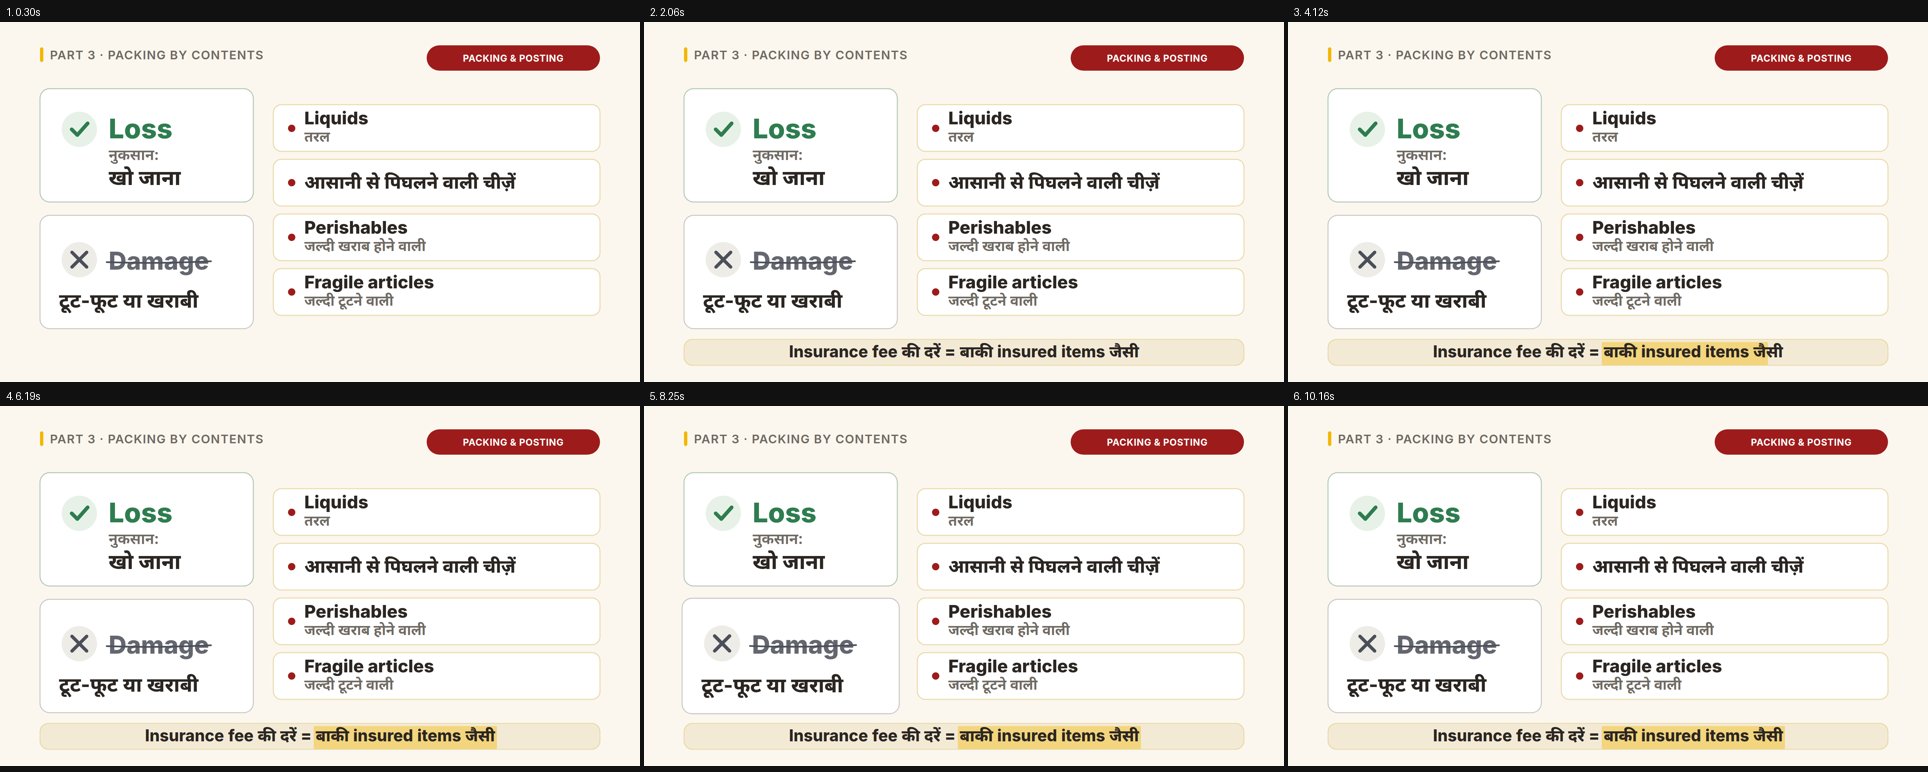 1. 0.30s
PART 3 · PACKING BY CONTENTS
PACKING & POSTING
Loss
नुकसान:
खो जाना
Damage
टूट-फूट या खराबी
Liquids
तरल
आसानी से पिघलने वाली चीज़ें
Perishables
जल्दी खराब होने वाली
Fragile articles
जल्दी टूटने वाली
2. 2.06s
PART 3 · PACKING BY CONTENTS
PACKING & POSTING
Loss
नुकसान:
खो जाना
Damage
टूट-फूट या खराबी
Liquids
तरल
आसानी से पिघलने वाली चीज़ें
Perishables
जल्दी खराब होने वाली
Fragile articles
जल्दी टूटने वाली
Insurance fee की दरें = बाकी insured items जैसी
3. 4.12s
PART 3 · PACKING BY CONTENTS
PACKING & POSTING
Loss
नुकसान:
खो जाना
Damage
टूट-फूट या खराबी
Liquids
तरल
आसानी से पिघलने वाली चीज़ें
Perishables
जल्दी खराब होने वाली
Fragile articles
जल्दी टूटने वाली
Insurance fee की दरें = बाकी insured items जैसी
4. 6.19s
PART 3 · PACKING BY CONTENTS
PACKING & POSTING
Loss
नुकसान:
खो जाना
Damage
टूट-फूट या खराबी
Liquids
तरल
आसानी से पिघलने वाली चीज़ें
Perishables
जल्दी खराब होने वाली
Fragile articles
जल्दी टूटने वाली
Insurance fee की दरें = बाकी insured items जैसी
5. 8.25s
PART 3 · PACKING BY CONTENTS
PACKING & POSTING
Loss
नुकसान:
खो जाना
Damage
टूट-फूट या खराबी
Liquids
तरल
आसानी से पिघलने वाली चीज़ें
Perishables
जल्दी खराब होने वाली
Fragile articles
जल्दी टूटने वाली
Insurance fee की दरें = बाकी insured items जैसी
6. 10.16s
PART 3 · PACKING BY CONTENTS
PACKING & POSTING
Loss
नुकसान:
खो जाना
Damage
टूट-फूट या खराबी
Liquids
तरल
आसानी से पिघलने वाली चीज़ें
Perishables
जल्दी खराब होने वाली
Fragile articles
जल्दी टूटने वाली
Insurance fee की दरें = बाकी insured items जैसी